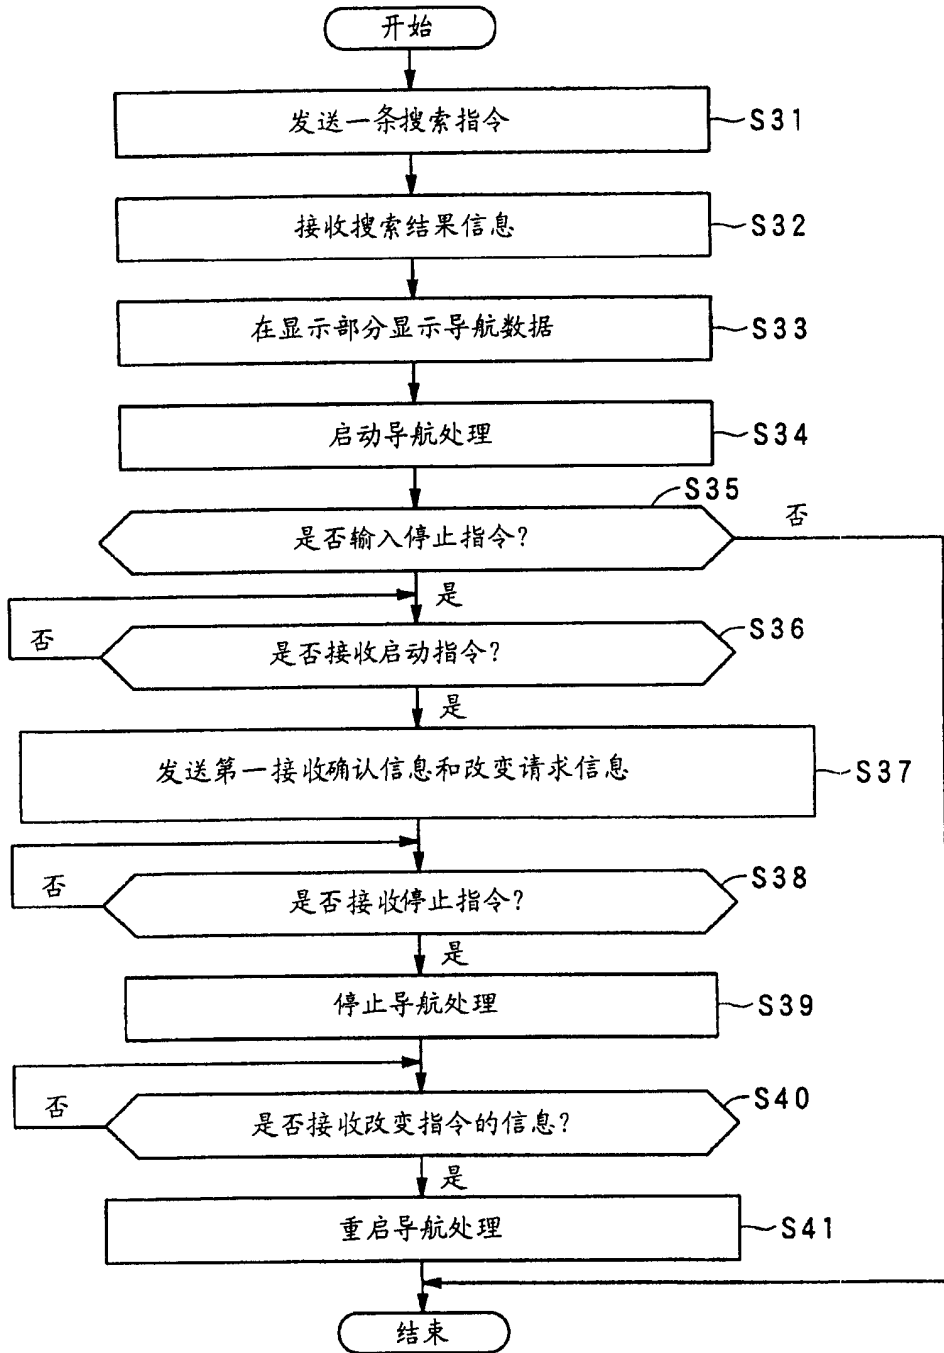 开始
发送一条搜索指令
S31
接收搜索结果信息
S32
在显示部分显示导航数据
S33
启动导航处理
S34
S35
是否输入停止指令?
否
是
S36
是否接收启动指令?
否
是
发送第一接收确认信息和改变请求信息
S37
S38
是否接收停止指令?
否
是
停止导航处理
S39
S40
是否接收改变指令的信息?
否
是
重启导航处理
S41
结束